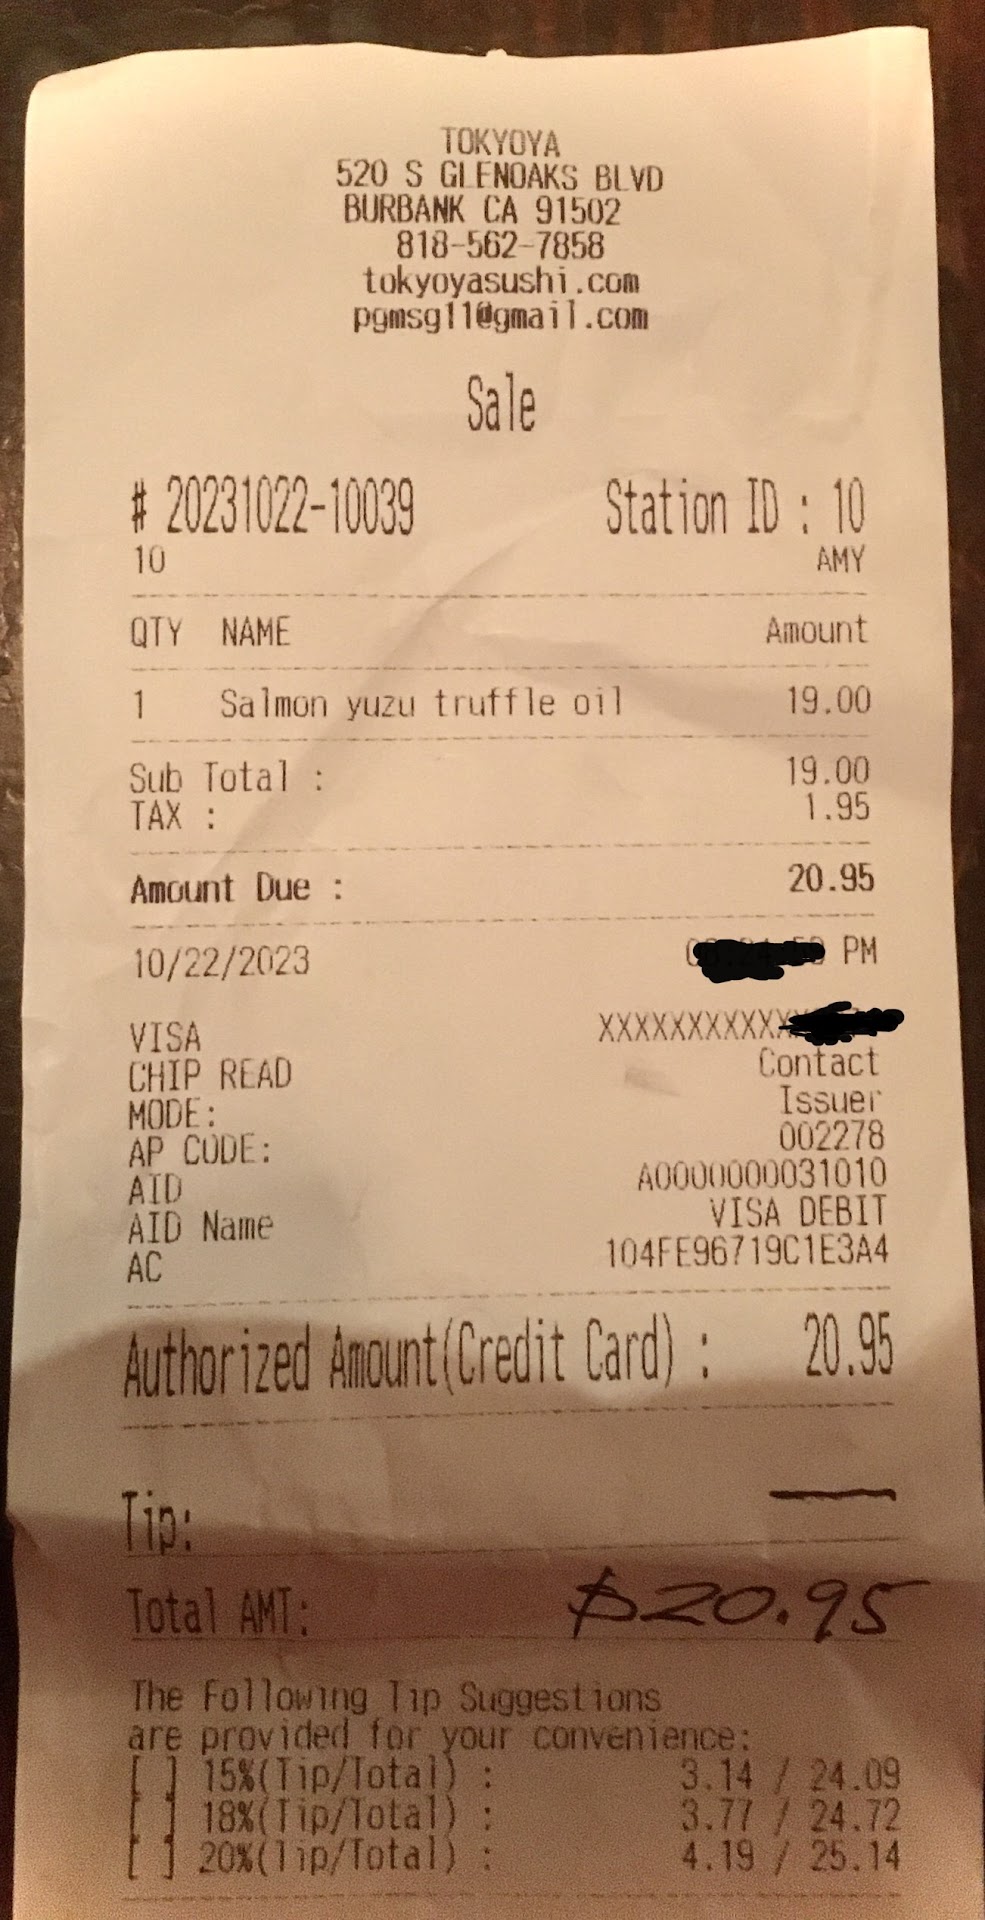 TOKYOYA
520 S GLENOAKS BLVD
BURBANK CA 91502
818-562-7858
tokyoyasushi.com
pgmsg11@gmail.com
Sale
# 20231022-10039 Station ID : 10
10 AMY
QTY NAME Amount
1 Salmon yuzu truffle oil 19.00
Sub Total : 19.00
TAX : 1.95
Amount Due : 20.95
10/22/2023 PM
VISA XXXXXXXXXXX
CHIP READ Contact
MODE: Issuer
AP CODE: 002278
AID A0000000031010
AID Name VISA DEBIT
AC 104FE96719C1E3A4
Authorized Amount(Credit Card) : 20.95
Tip: —
Total AMT: $20.95
The Following Tip Suggestions
are provided for your convenience:
[ ] 15%(Tip/Total) : 3.14 / 24.09
[ ] 18%(Tip/Total) : 3.77 / 24.72
[ ] 20%(Tip/Total) : 4.19 / 25.14